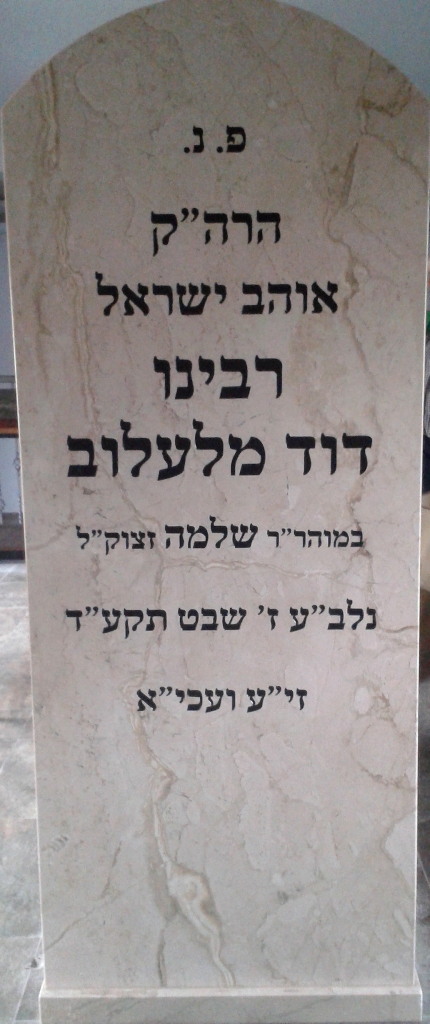 פ. נ.
הרה״ק
אוהב ישראל
רבינו
דוד מלעלוב
במוהר״ר שלמה זצוק״ל
נלב״ע ז׳ שבט תקע״ד
זי״ע ועכי״א